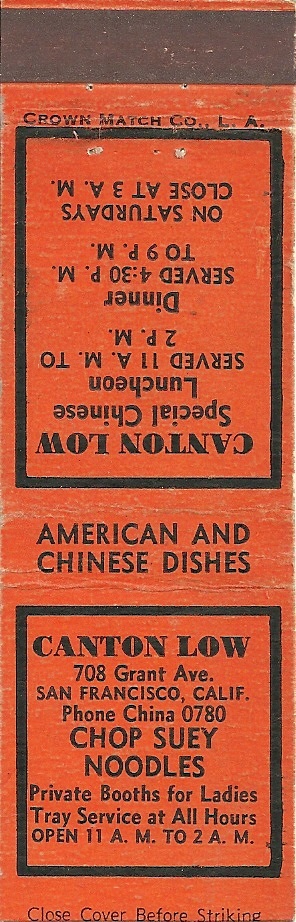 CROWN MATCH CO., L. A.
CANTON LOW
Special Chinese
Luncheon
SERVED 11 A. M. TO
2 P. M.
Dinner
SERVED 4:30 P. M.
TO 9 P. M.
ON SATURDAYS
CLOSE AT 3 A. M.
AMERICAN AND
CHINESE DISHES
CANTON LOW
708 Grant Ave.
SAN FRANCISCO, CALIF.
Phone China 0780
CHOP SUEY
NOODLES
Private Booths for Ladies
Tray Service at All Hours
OPEN 11 A. M. TO 2 A. M.
Close Cover Before Striking